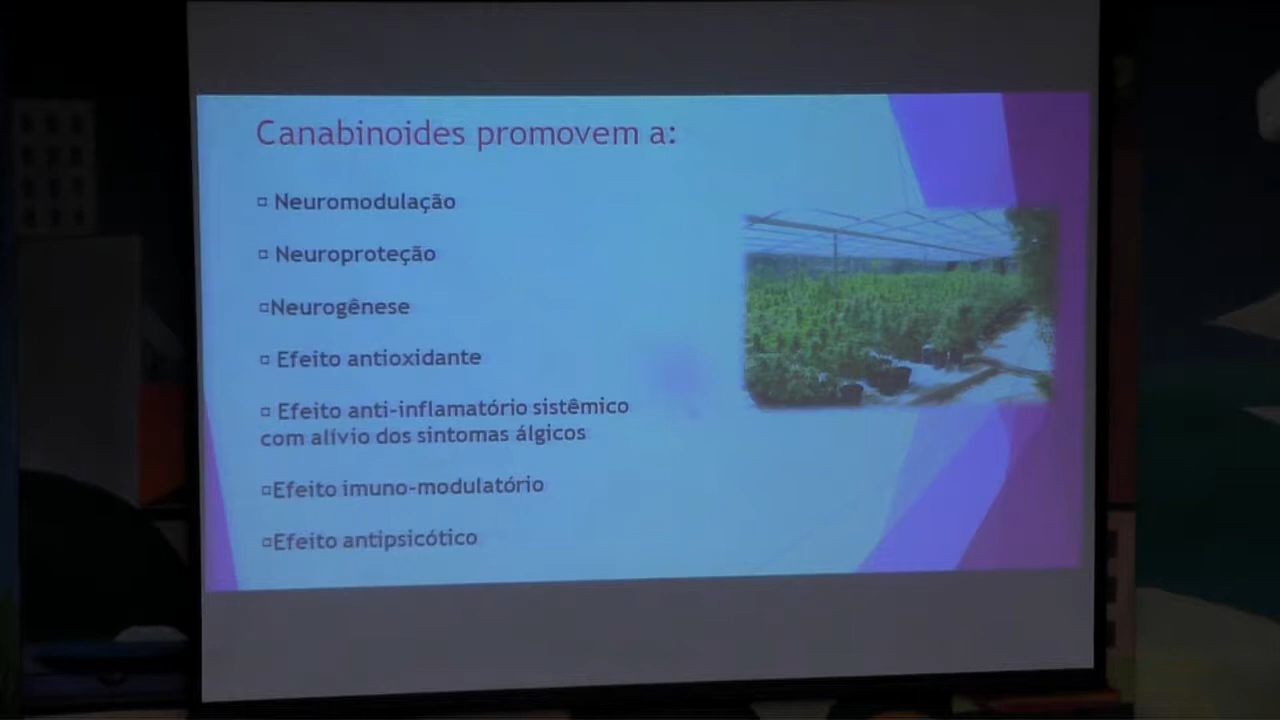 Canabinoides promovem a:
▫ Neuromodulação
▫ Neuroproteção
▫Neurogênese
▫ Efeito antioxidante
▫ Efeito anti-inflamatório sistêmico
com alívio dos sintomas álgicos
▫Efeito imuno-modulatório
▫Efeito antipsicótico